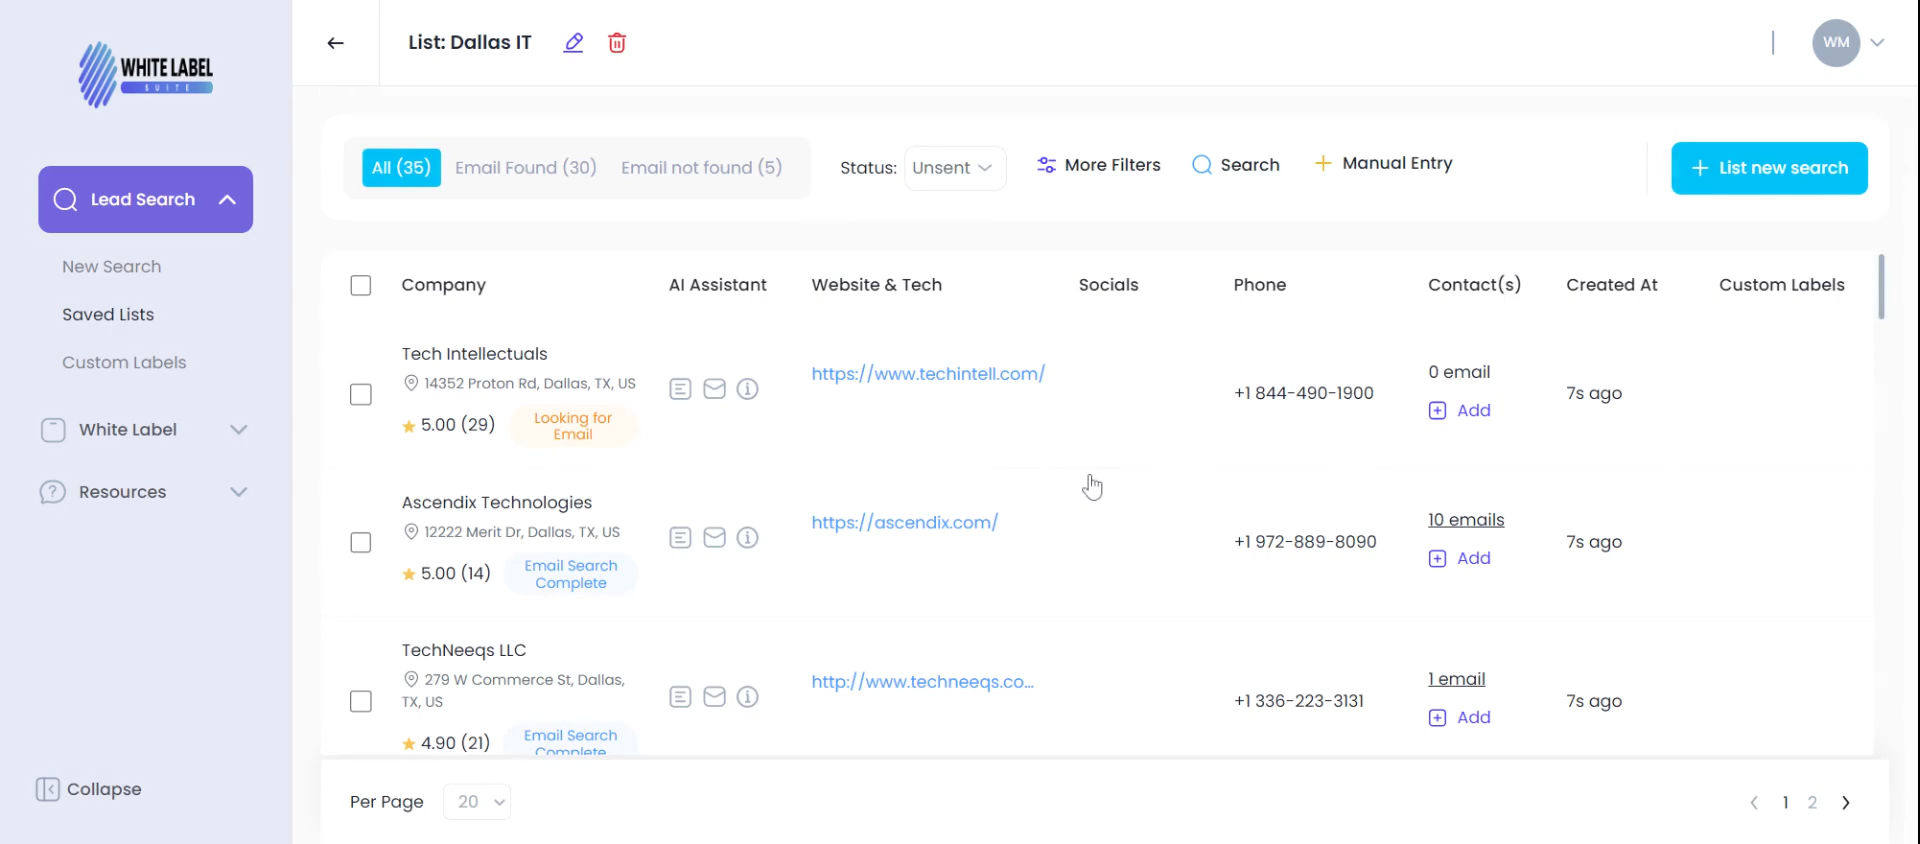 WHITE LABEL
SUITE
List: Dallas IT
WM
Lead Search
New Search
Saved Lists
Custom Labels
White Label
Resources
Collapse
All (35) Email Found (30) Email not found (5)
Status: Unsent
More Filters
Search
Manual Entry
List new search
Company AI Assistant Website & Tech Socials Phone Contact(s) Created At Custom Labels
Tech Intellectuals
14352 Proton Rd, Dallas, TX, US
5.00 (29)
Looking for
Email
https://www.techintell.com/
+1 844-490-1900
0 email
Add
7s ago
Ascendix Technologies
12222 Merit Dr, Dallas, TX, US
5.00 (14)
Email Search
Complete
https://ascendix.com/
+1 972-889-8090
10 emails
Add
7s ago
TechNeeqs LLC
279 W Commerce St, Dallas,
TX, US
4.90 (21)
Email Search
Complete
http://www.techneeqs.co...
+1 336-223-3131
1 email
Add
7s ago
Per Page 20
1 2